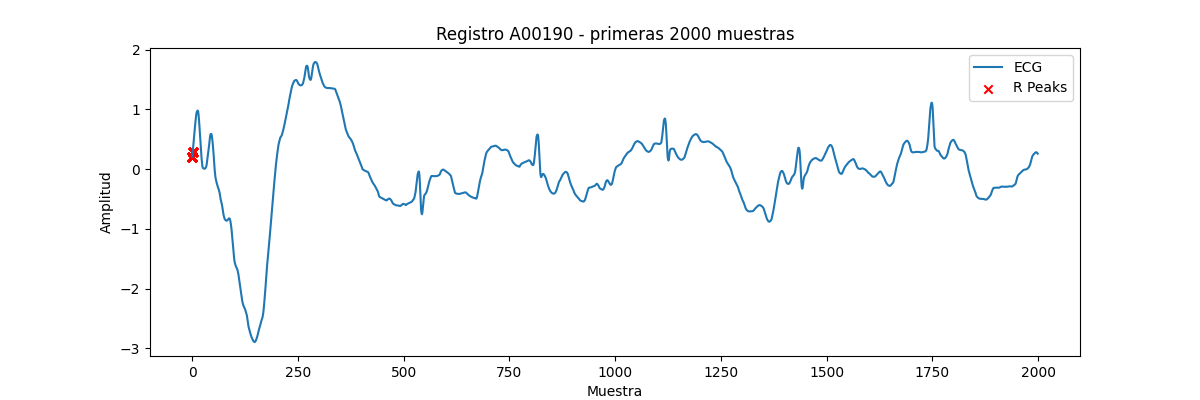 Registro A00190 - primeras 2000 muestras
ECG
R Peaks
Amplitud
2
1
0
−1
−2
−3
0 250 500 750 1000 1250 1500 1750 2000
Muestra